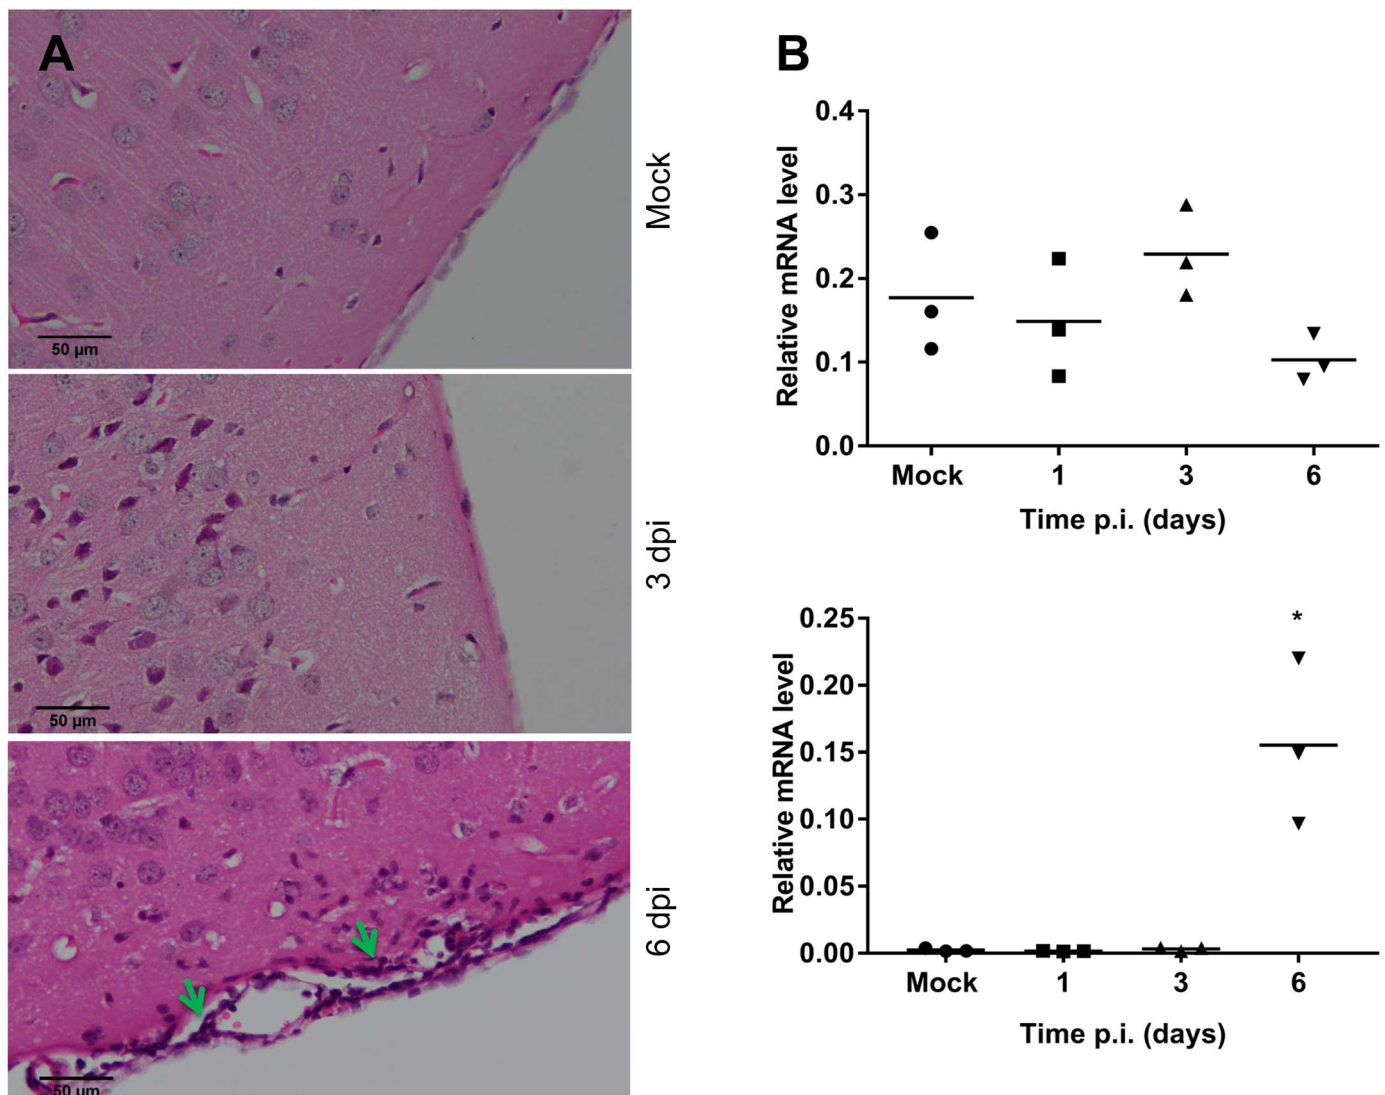 A
Mock
50 µm
3 dpi
50 µm
6 dpi
50 µm
B
Relative mRNA level
0.4
0.3
0.2
0.1
0.0
Mock 1 3 6
Time p.i. (days)
Relative mRNA level
0.25
*
0.20
0.15
0.10
0.05
0.00
Mock 1 3 6
Time p.i. (days)